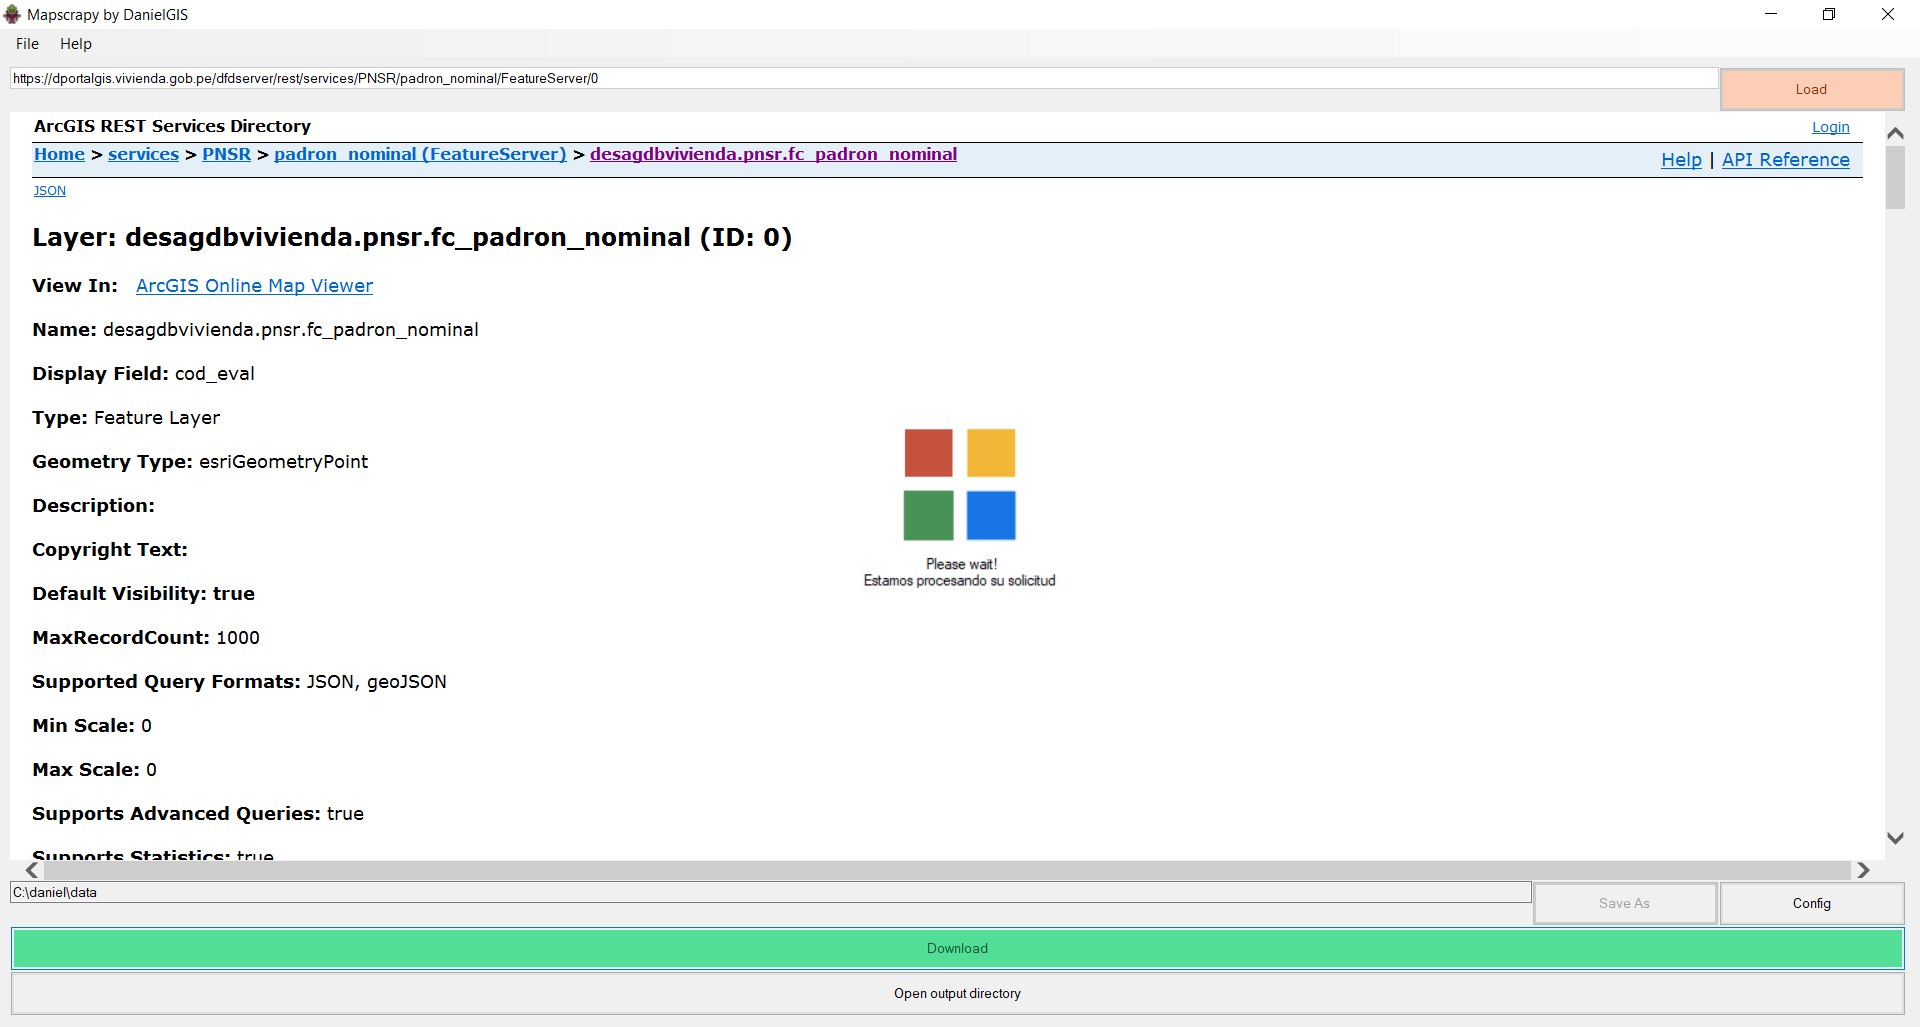 Mapscrapy by DanielGIS
File Help
https://dportalgis.vivienda.gob.pe/dfdserver/rest/services/PNSR/padron_nominal/FeatureServer/0
Load
ArcGIS REST Services Directory
Login
Home > services > PNSR > padron_nominal (FeatureServer) > desagdbvivienda.pnsr.fc_padron_nominal
Help | API Reference
JSON
Layer: desagdbvivienda.pnsr.fc_padron_nominal (ID: 0)
View In: ArcGIS Online Map Viewer
Name: desagdbvivienda.pnsr.fc_padron_nominal
Display Field: cod_eval
Type: Feature Layer
Geometry Type: esriGeometryPoint
Description:
Copyright Text:
Please wait!
Estamos procesando su solicitud
Default Visibility: true
MaxRecordCount: 1000
Supported Query Formats: JSON, geoJSON
Min Scale: 0
Max Scale: 0
Supports Advanced Queries: true
Supports Statistics: true
C:\daniel\data
Save As
Config
Download
Open output directory